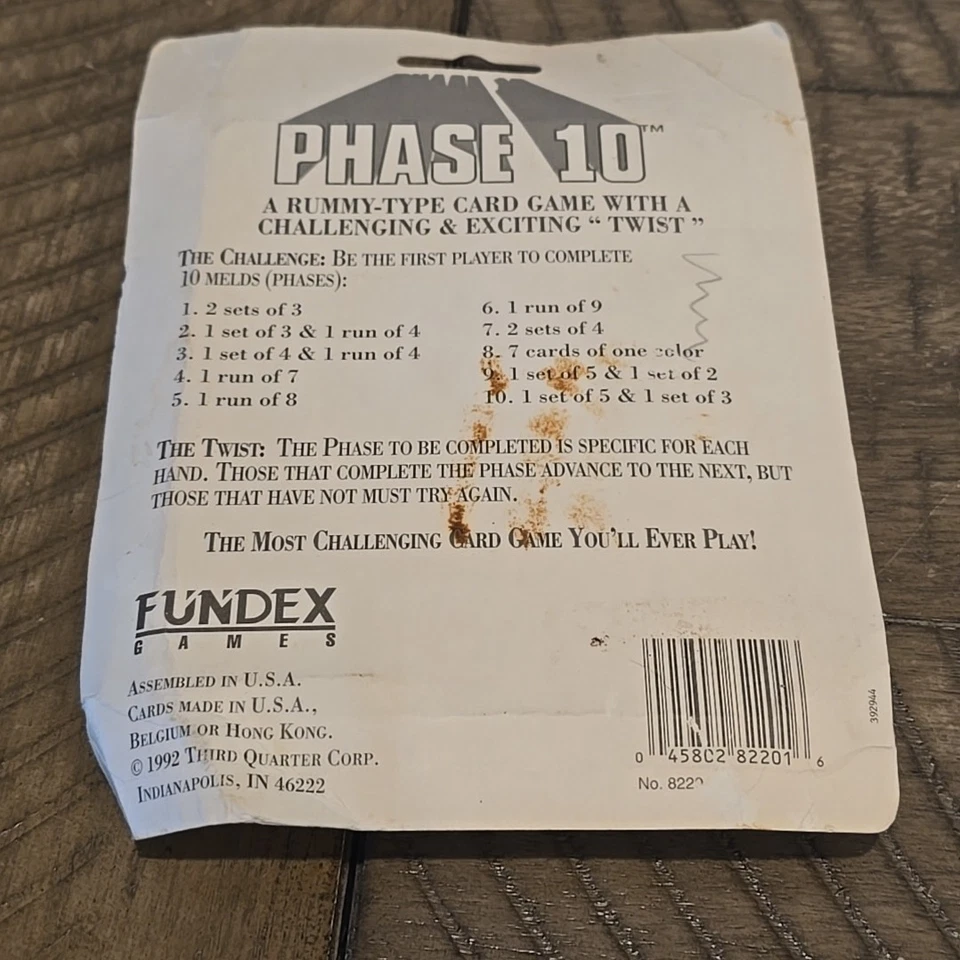 PHASE 10™
A RUMMY-TYPE CARD GAME WITH A
CHALLENGING & EXCITING “ TWIST ”
THE CHALLENGE: BE THE FIRST PLAYER TO COMPLETE
10 MELDS (PHASES):
1. 2 sets of 3
2. 1 set of 3 & 1 run of 4
3. 1 set of 4 & 1 run of 4
4. 1 run of 7
5. 1 run of 8
6. 1 run of 9
7. 2 sets of 4
8. 7 cards of one color
9. 1 set of 5 & 1 set of 2
10. 1 set of 5 & 1 set of 3
THE TWIST: THE PHASE TO BE COMPLETED IS SPECIFIC FOR EACH
HAND. THOSE THAT COMPLETE THE PHASE ADVANCE TO THE NEXT, BUT
THOSE THAT HAVE NOT MUST TRY AGAIN.
THE MOST CHALLENGING CARD GAME YOU'LL EVER PLAY!
FUNDEX
GAMES
ASSEMBLED IN U.S.A.
CARDS MADE IN U.S.A.,
BELGIUM OR HONG KONG.
© 1992 THIRD QUARTER CORP.
INDIANAPOLIS, IN 46222
0 45802 82201 6
No.
392944